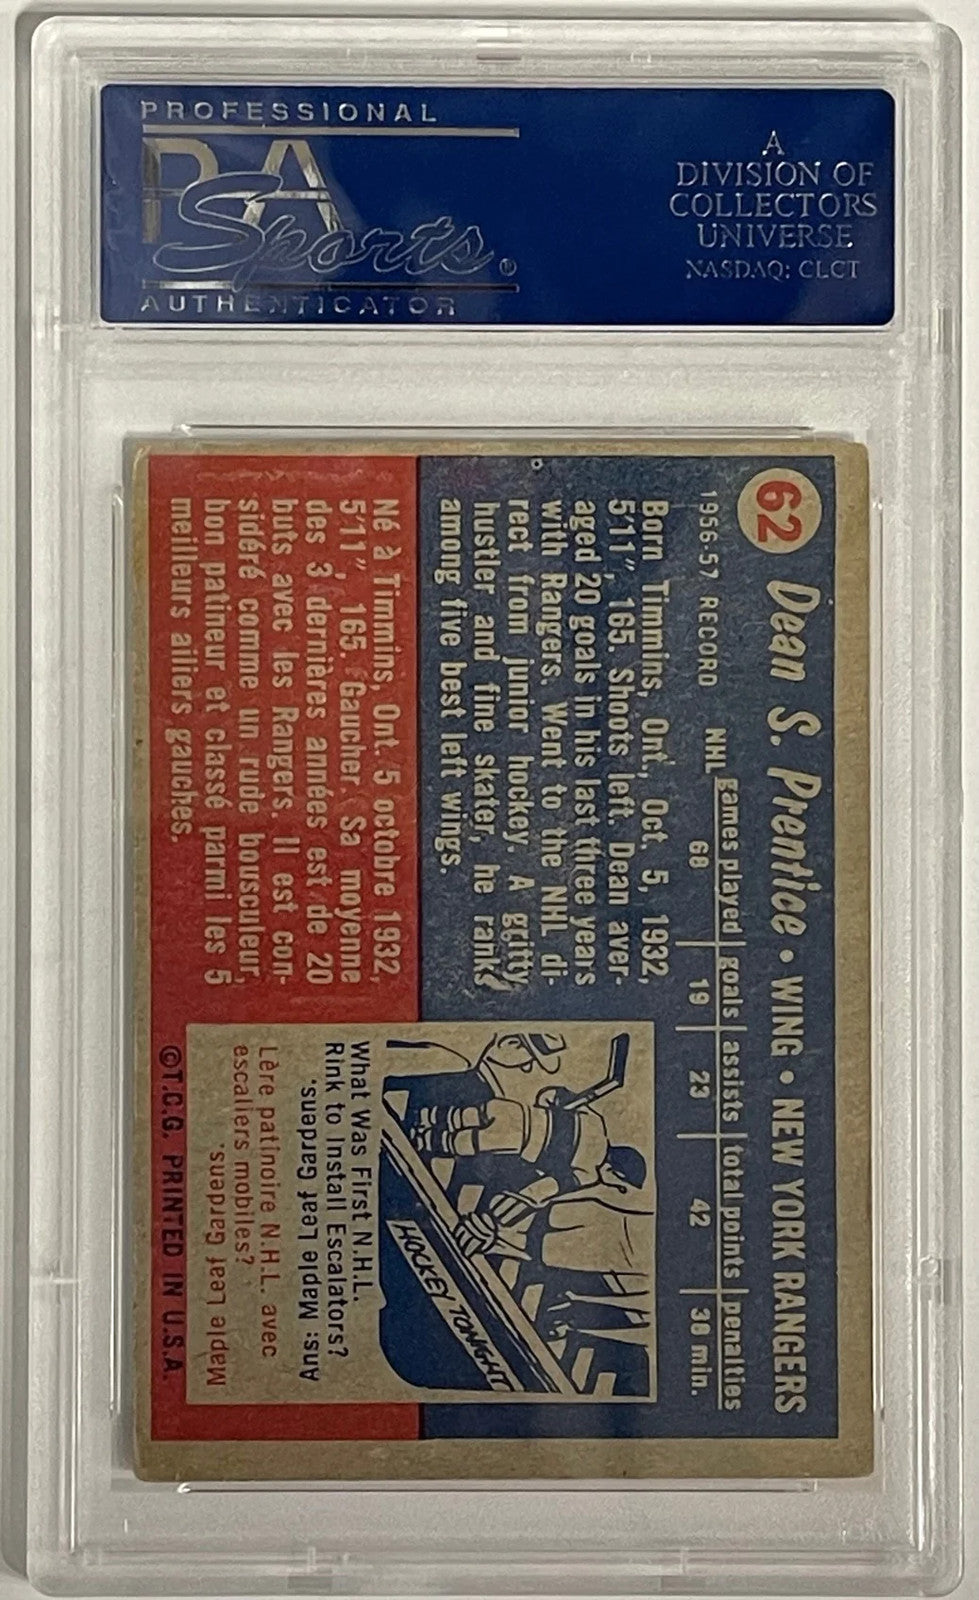 PROFESSIONAL
PSA
Sports®
AUTHENTICATOR
A
DIVISION OF
COLLECTORS
UNIVERSE
NASDAQ: CLCT
62 Dean S. Prentice • WING • NEW YORK RANGERS
1956-57 RECORD
games played goals assists total points penalties
NHL 68 19 23 42 38 min.
Born Timmins, Ont., Oct. 5, 1932,
5'11", 165. Shoots left. Dean aver-
aged 20 goals in his last three years
with Rangers. Went to the NHL di-
rect from junior hockey. A gritty
hustler and fine skater, he ranks
among five best left wings.
Né à Timmins, Ont. 5 octobre 1932,
5'11", 165. Gaucher. Sa moyenne
des 3 dernières années est de 20
buts avec les Rangers. Il est con-
sidéré comme un rude bousculeur,
bon patineur et classé parmi les 5
meilleurs ailiers gauches.
HOCKEY TONIGHT
What Was First N.H.L.
Rink to Install Escalators?
Ans: Maple Leaf Gardens.
Lère patinoire N.H.L. avec
escaliers mobiles?
Maple Leaf Gardens.
©T.C.G. PRINTED IN U.S.A.